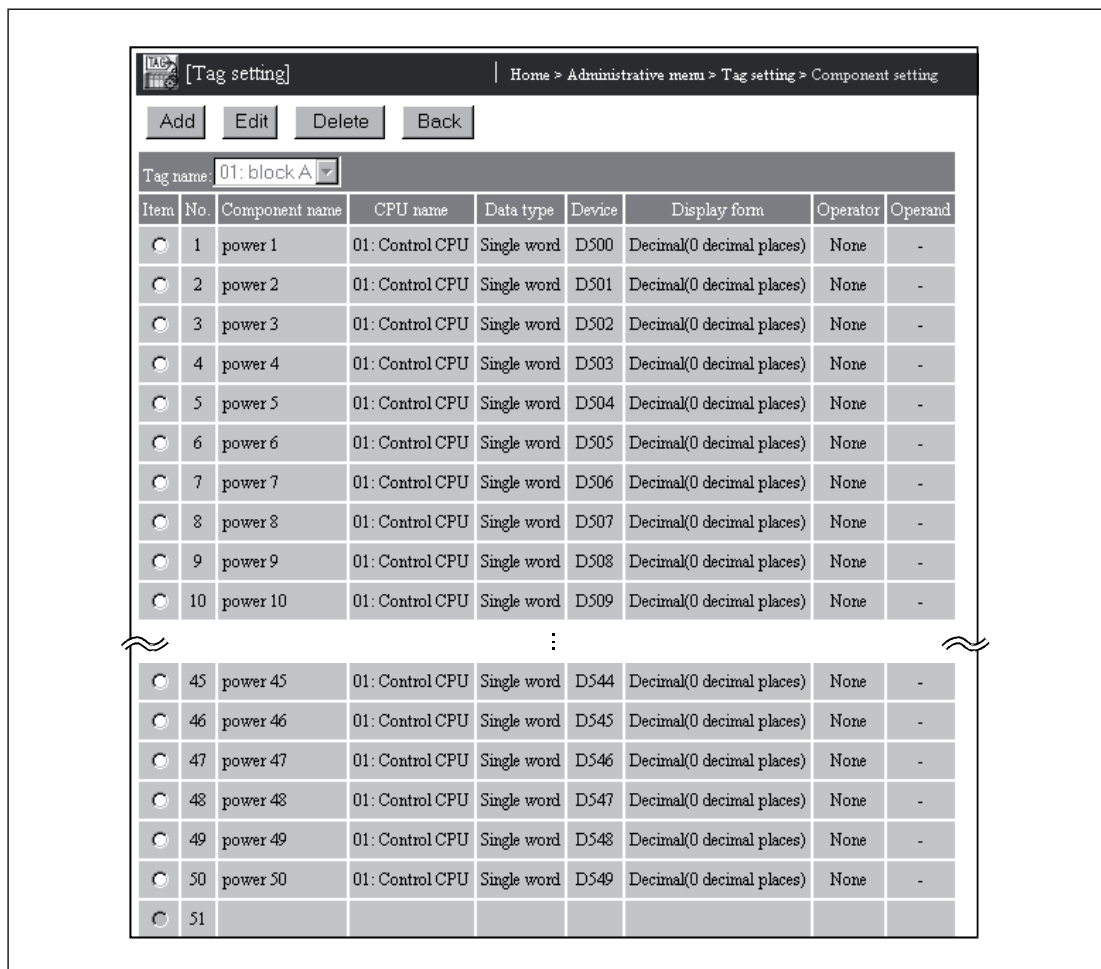 TAG
[Tag setting] Home > Administrative menu > Tag setting > Component setting
Add Edit Delete Back
Tag name: 01: block A
Item No. Component name CPU name Data type Device Display form Operator Operand
1 power 1 01: Control CPU Single word D500 Decimal(0 decimal places) None -
2 power 2 01: Control CPU Single word D501 Decimal(0 decimal places) None -
3 power 3 01: Control CPU Single word D502 Decimal(0 decimal places) None -
4 power 4 01: Control CPU Single word D503 Decimal(0 decimal places) None -
5 power 5 01: Control CPU Single word D504 Decimal(0 decimal places) None -
6 power 6 01: Control CPU Single word D505 Decimal(0 decimal places) None -
7 power 7 01: Control CPU Single word D506 Decimal(0 decimal places) None -
8 power 8 01: Control CPU Single word D507 Decimal(0 decimal places) None -
9 power 9 01: Control CPU Single word D508 Decimal(0 decimal places) None -
10 power 10 01: Control CPU Single word D509 Decimal(0 decimal places) None -
⋮
45 power 45 01: Control CPU Single word D544 Decimal(0 decimal places) None -
46 power 46 01: Control CPU Single word D545 Decimal(0 decimal places) None -
47 power 47 01: Control CPU Single word D546 Decimal(0 decimal places) None -
48 power 48 01: Control CPU Single word D547 Decimal(0 decimal places) None -
49 power 49 01: Control CPU Single word D548 Decimal(0 decimal places) None -
50 power 50 01: Control CPU Single word D549 Decimal(0 decimal places) None -
51